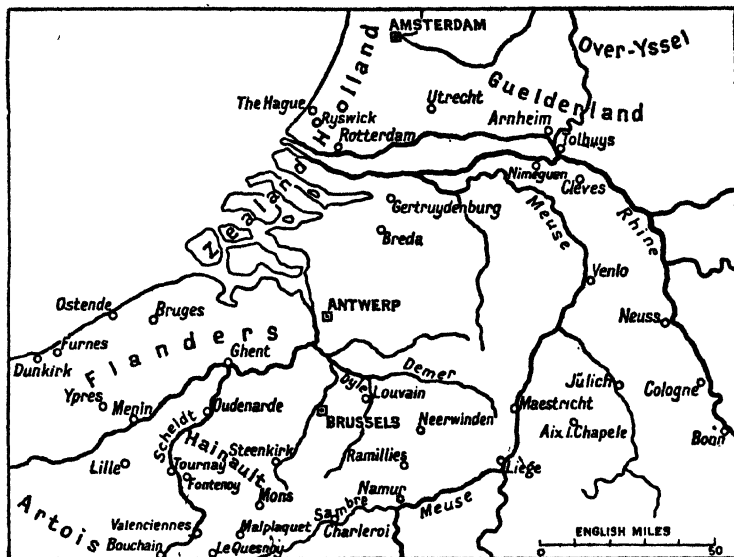 AMSTERDAM
Over-Yssel
Holland
Guelderland
The Hague
Ryswick
Utrecht
Arnheim
Rotterdam
Tolhuys
Nimeguen
Cleves
Zealand
Gertruydenburg
Meuse
Rhine
Breda
Venlo
Ostende
Bruges
ANTWERP
Neuss
Furnes
Flanders
Dunkirk
Ghent
Demer
Dyle
Ypres
Menin
Oudenarde
Louvain
Jülich
Cologne
BRUSSELS
Neerwinden
Maestricht
Aix l. Chapele
Bonn
Scheldt
Hainault
Steenkirk
Ramillies
Lille
Tournay
Fontenoy
Liège
Mons
Namur
Meuse
Artois
Sambre
Valenciennes
Malplaquet
Charleroi
ENGLISH MILES
Bouchain
Le Quesnoy
0
50